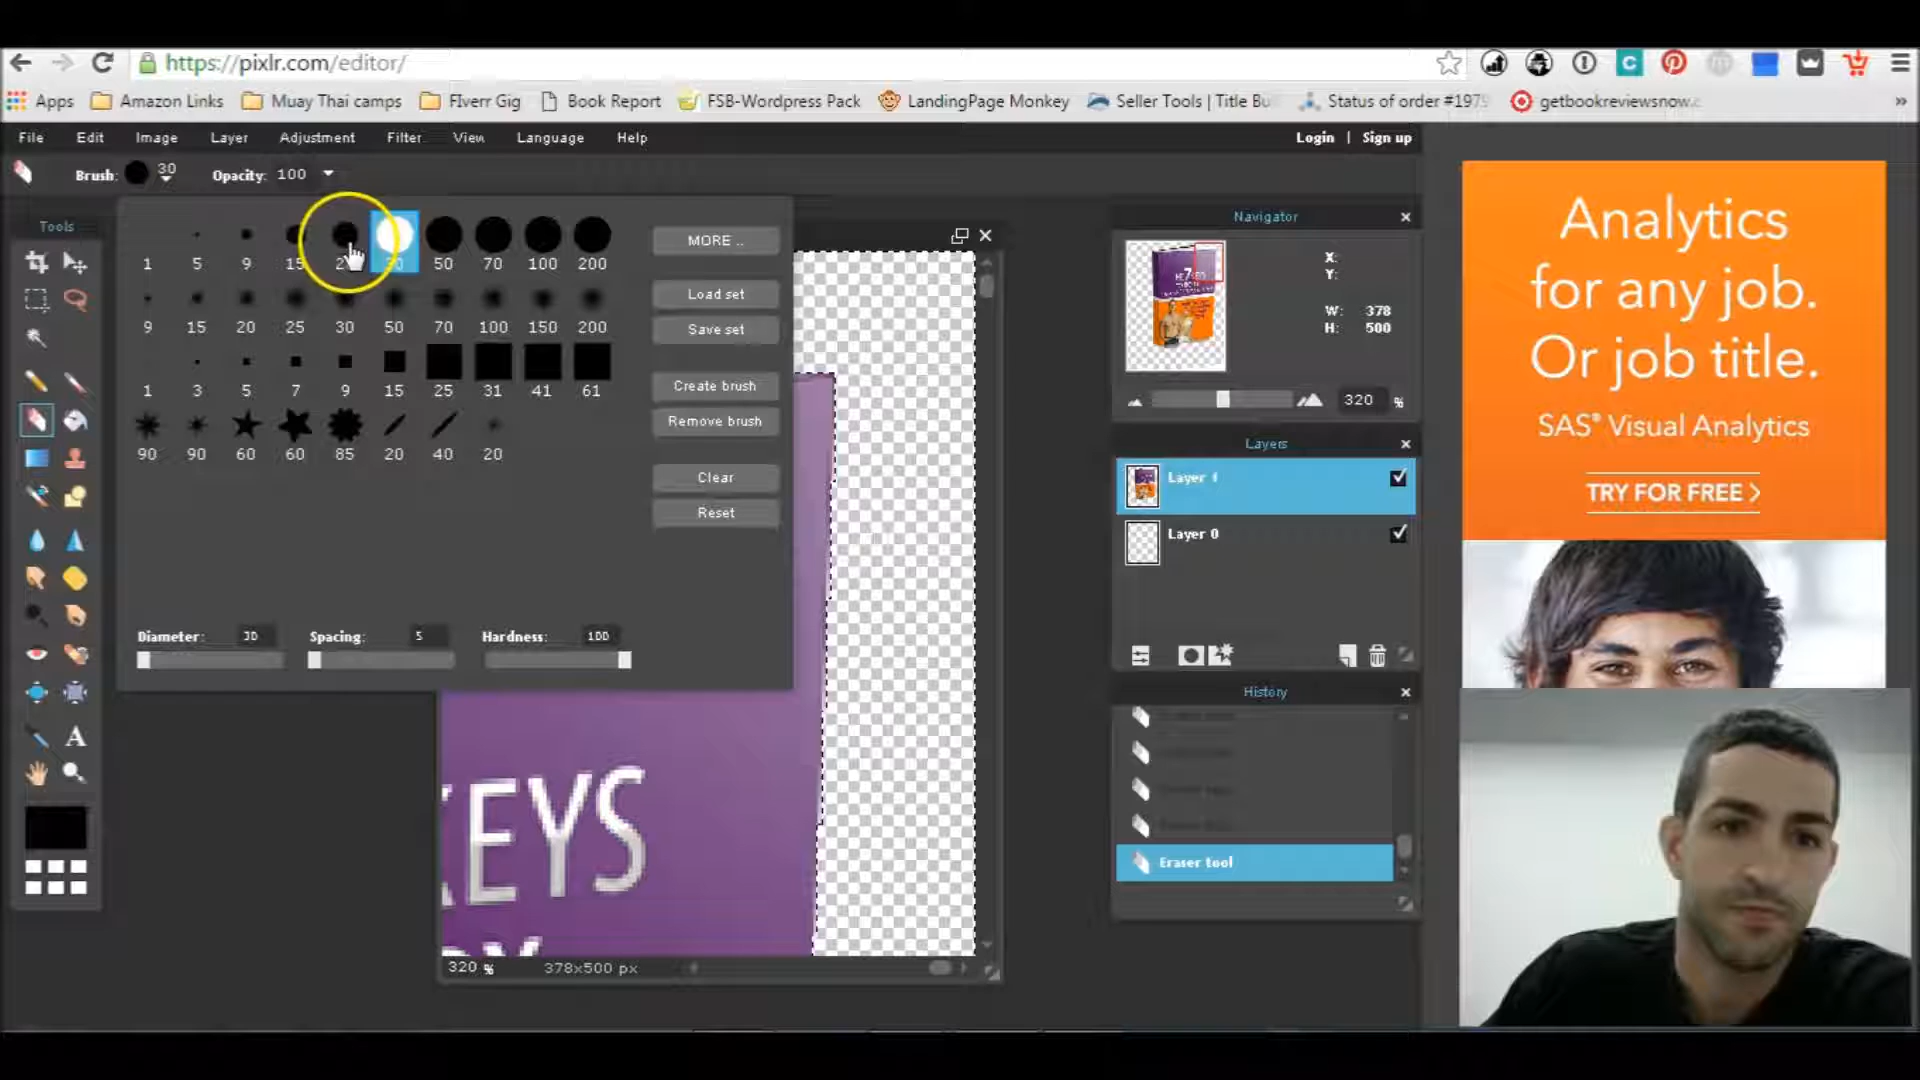 https://pixlr.com/editor/
Apps Amazon Links Muay Thai camps FIverr Gig Book Report FSB-Wordpress Pack LandingPage Monkey Seller Tools | Title Bu Status of order #1979 getbookreviewsnow.c »
File Edit Image Layer Adjustment Filter View Language Help Login | Sign up
Brush: 30 Opacity: 100
Tools
1 5 9 15 30 50 70 100 200
9 15 20 25 30 50 70 100 150 200
1 3 5 7 9 15 25 31 41 61
90 90 60 60 85 20 40 20
MORE ..
Load set
Save set
Create brush
Remove brush
Clear
Reset
Diameter: 30 Spacing: 5 Hardness: 100
KEYS
320 % 378x500 px
Navigator
X:
Y:
W: 378
H: 500
320 %
Layers
Layer 1
Layer 0
History
Eraser tool
Analytics
for any job.
Or job title.
SAS® Visual Analytics
TRY FOR FREE >